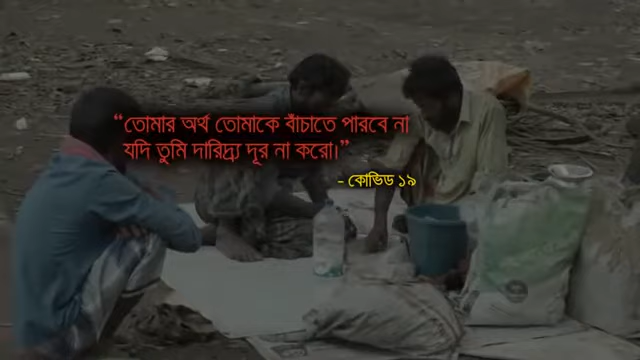 “তোমার অর্থ তোমাকে বাঁচাতে পারবে না
যদি তুমি দারিদ্র্য দূর না করো।”
- কোভিড ১৯